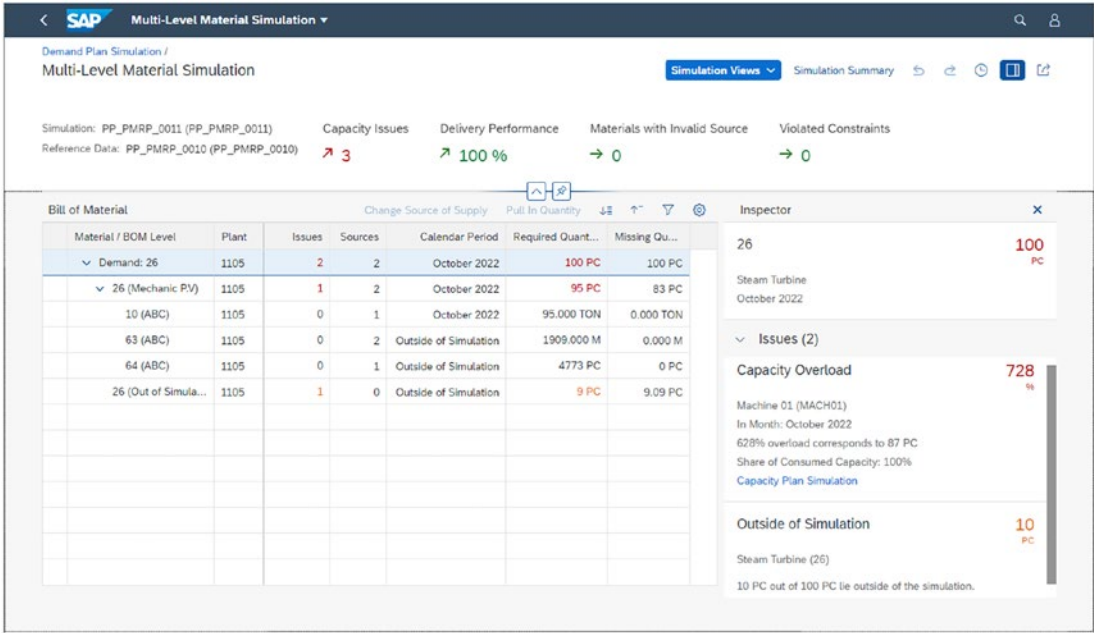 SAP Multi-Level Material Simulation
Demand Plan Simulation /
Multi-Level Material Simulation
Simulation Views Simulation Summary
Simulation: PP_PMRP_0011 (PP_PMRP_0011)
Reference Data: PP_PMRP_0010 (PP_PMRP_0010)
Capacity Issues
3
Delivery Performance
100 %
Materials with Invalid Source
0
Violated Constraints
0
Bill of Material Change Source of Supply Pull In Quantity
Material / BOM Level Plant Issues Sources Calendar Period Required Quant... Missing Qu...
Demand: 26 1105 2 2 October 2022 100 PC 100 PC
26 (Mechanic P.V) 1105 1 2 October 2022 95 PC 83 PC
10 (ABC) 1105 0 1 October 2022 95.000 TON 0.000 TON
63 (ABC) 1105 0 2 Outside of Simulation 1909.000 M 0.000 M
64 (ABC) 1105 0 1 Outside of Simulation 4773 PC 0 PC
26 (Out of Simula... 1105 1 0 Outside of Simulation 9 PC 9.09 PC
Inspector
26 100
PC
Steam Turbine
October 2022
Issues (2)
Capacity Overload 728
%
Machine 01 (MACH01)
In Month: October 2022
628% overload corresponds to 87 PC
Share of Consumed Capacity: 100%
Capacity Plan Simulation
Outside of Simulation 10
PC
Steam Turbine (26)
10 PC out of 100 PC lie outside of the simulation.